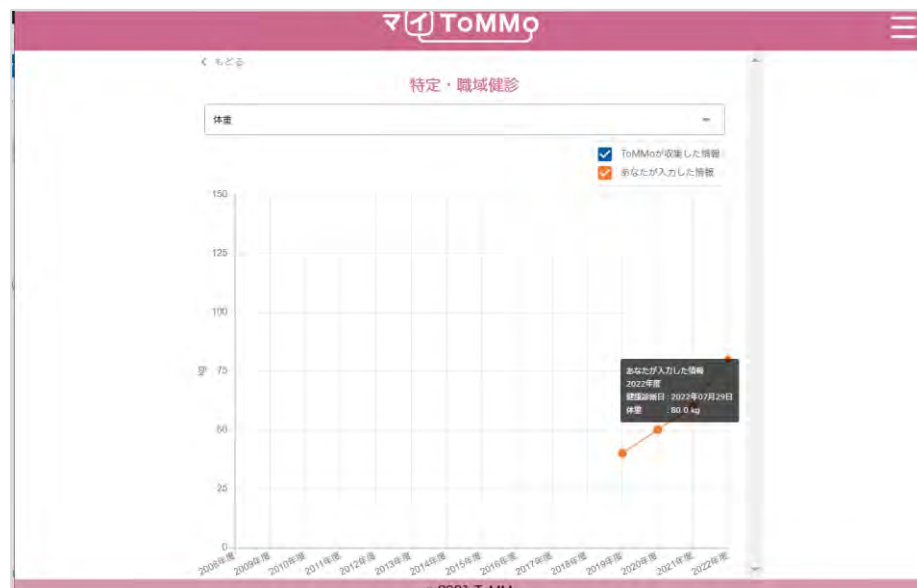 マイ ToMMo
< もどる
特定・職域健診
体重
ToMMoが収集した情報
あなたが入力した情報
150
125
100
kg
75
50
25
0
あなたが入力した情報
2022年度
健康診断日 : 2022年07月29日
体重 : 80.0 kg
2008年度 2009年度 2010年度 2011年度 2012年度 2013年度 2014年度 2015年度 2016年度 2017年度 2018年度 2019年度 2020年度 2021年度 2022年度